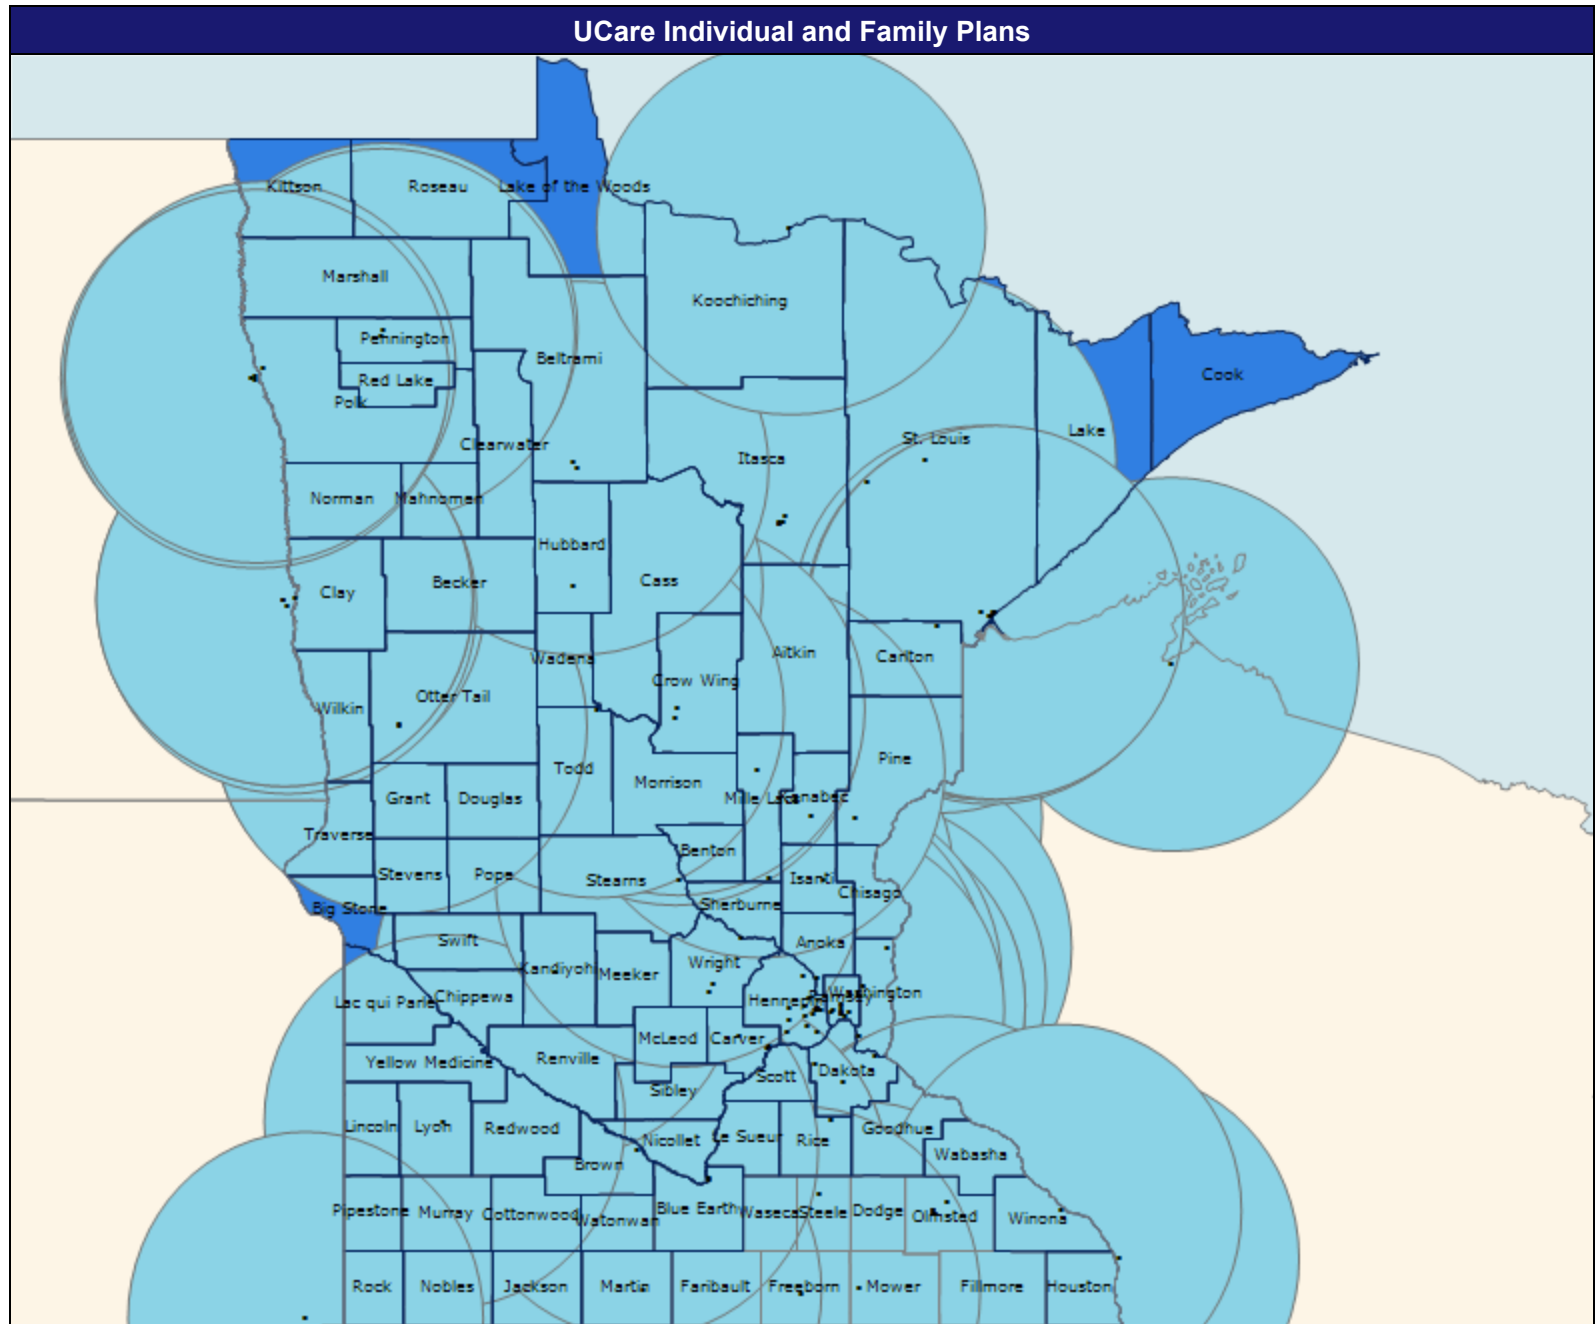 UCare Individual and Family Plans
Kittson
Roseau
Lake of the Woods
Marshall
Koochiching
Pennington
Beltrami
Red Lake
Cook
Polk
Lake
St. Louis
Clearwater
Itasca
Norman
Mahnomen
Hubbard
Cass
Becker
Clay
Aitkin
Carlton
Wadena
Crow Wing
Otter Tail
Wilkin
Pine
Todd
Morrison
Grant
Douglas
Mille Lacs
Kanabec
Traverse
Benton
Stevens
Pope
Stearns
Isanti
Chisago
Sherburne
Big Stone
Swift
Anoka
Wright
Kandiyohi
Meeker
Washington
Chippewa
Lac qui Parle
Hennepin
Ramsey
McLeod
Carver
Renville
Yellow Medicine
Dakota
Scott
Sibley
Lincoln
Lyon
Redwood
Goodhue
Le Sueur
Rice
Nicollet
Wabasha
Brown
Pipestone
Murray
Cottonwood
Watonwan
Blue Earth
Waseca
Steele
Dodge
Olmsted
Winona
Rock
Nobles
Jackson
Martin
Faribault
Freeborn
Mower
Fillmore
Houston